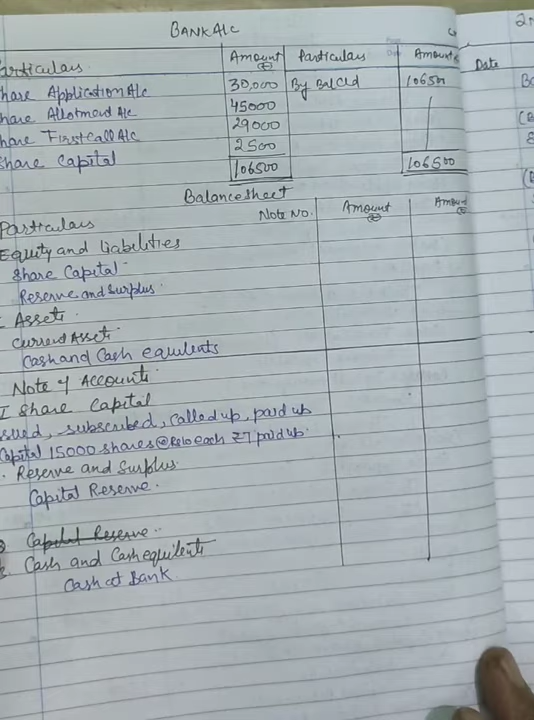 BANK A/C
Particulars Amount Particulars Amount
Share Application A/c 30,000 By Bal c/d 106500
Share Allotment A/c 45000
Share First call A/c 29000
Share Capital 2500
106500 106500
Balance sheet
Particulars Note No. Amount Amount
Equity and Liabilities
Share Capital
Reserve and Surplus.
I Assets.
Current Asset
Cash and Cash equilents
Note of Accounts
I Share Capital
sued, subscribed, called up, paid up
Capital 15000 shares @ each ₹7 paid up.
. Reserve and Surplus.
Capital Reserve.
Capital Reserve..
Cash and Cash equilents
Cash at Bank
Date